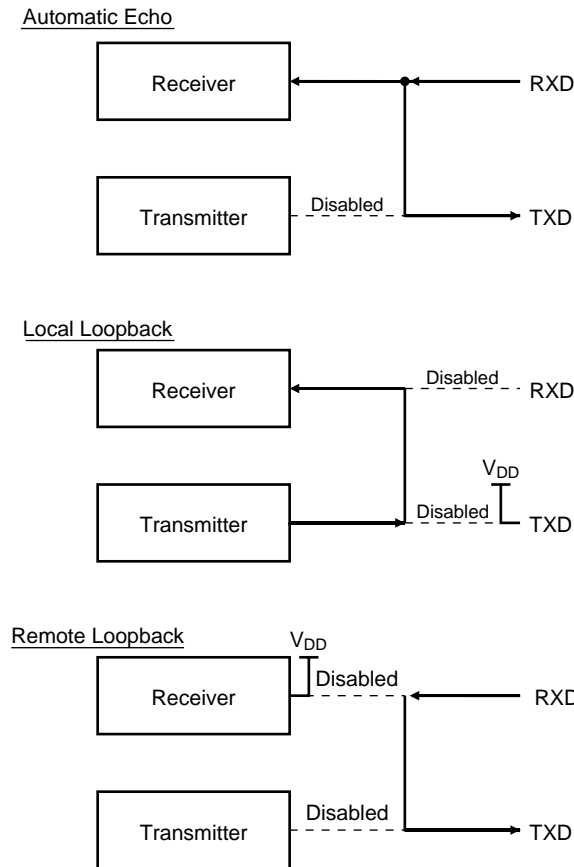 Automatic Echo
Receiver
RXD
Transmitter
Disabled
TXD
Local Loopback
Receiver
Disabled
RXD
VDD
Transmitter
Disabled
TXD
Remote Loopback
VDD
Receiver
Disabled
RXD
Transmitter
Disabled
TXD